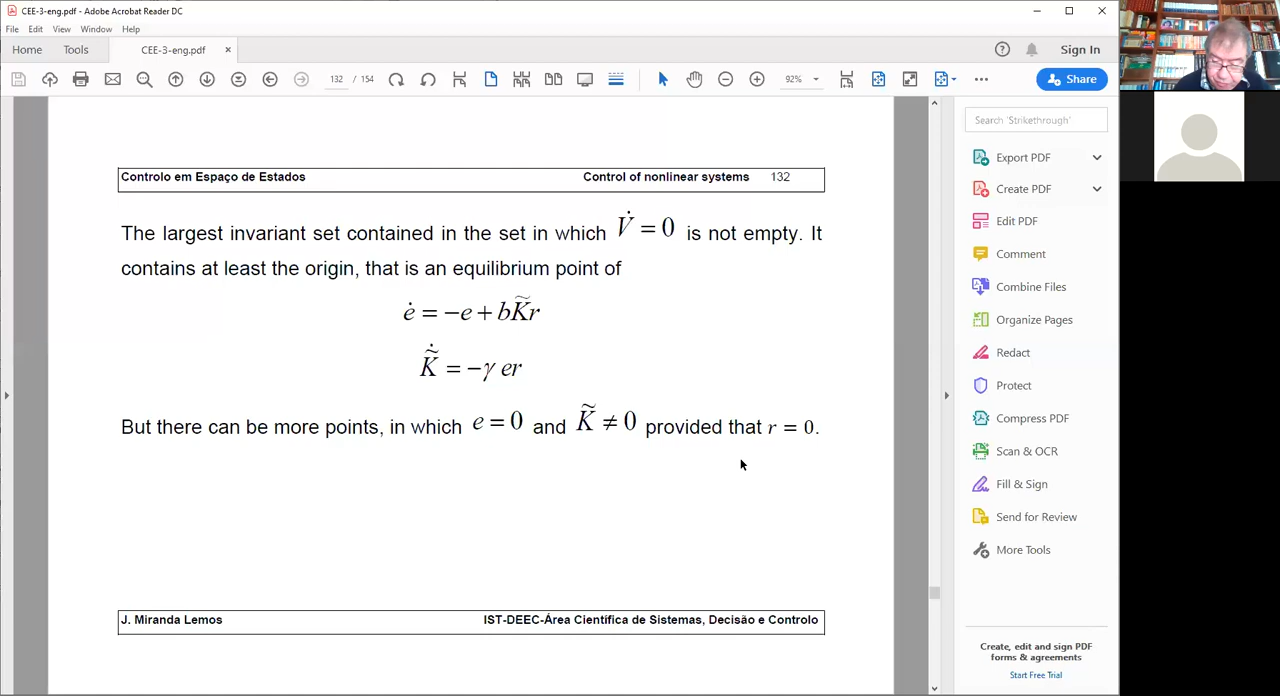 CEE-3-eng.pdf - Adobe Acrobat Reader DC
File Edit View Window Help
Home Tools CEE-3-eng.pdf × Sign In
132 / 154 92% Share
Search 'Strikethrough'
Export PDF
Create PDF
Edit PDF
Comment
Combine Files
Organize Pages
Redact
Protect
Compress PDF
Scan & OCR
Fill & Sign
Send for Review
More Tools
Create, edit and sign PDF
forms & agreements
Start Free Trial
Controlo em Espaço de Estados Control of nonlinear systems 132
The largest invariant set contained in the set in which V̇ = 0 is not empty. It
contains at least the origin, that is an equilibrium point of
ė = −e + bK̃r
K̃̇ = −γ er
But there can be more points, in which e = 0 and K̃ ≠ 0 provided that r = 0.
J. Miranda Lemos IST-DEEC-Área Científica de Sistemas, Decisão e Controlo